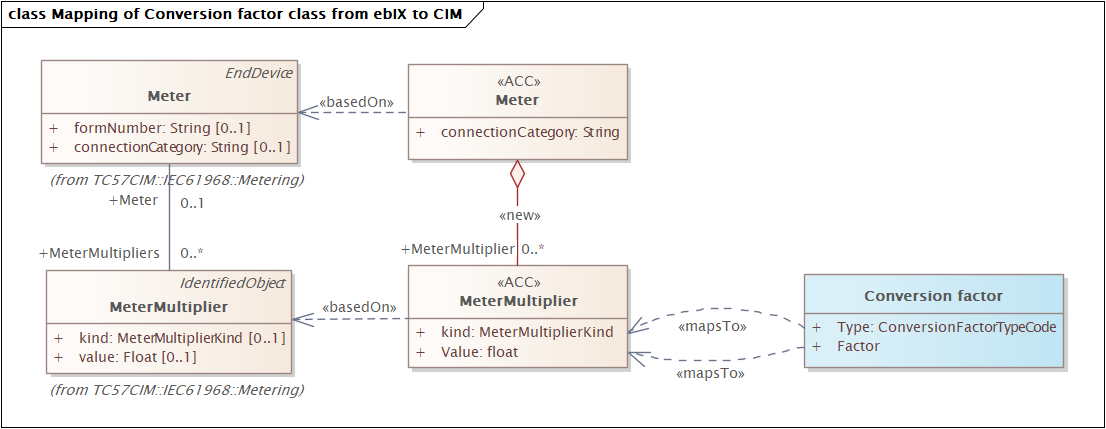 class Mapping of Conversion factor class from ebIX to CIM
EndDevice
Meter
+ formNumber: String [0..1]
+ connectionCategory: String [0..1]
(from TC57CIM::IEC61968::Metering)
«basedOn»
«ACC»
Meter
+ connectionCategory: String
+Meter 0..1
«new»
+MeterMultipliers 0..*
+MeterMultiplier 0..*
IdentifiedObject
MeterMultiplier
+ kind: MeterMultiplierKind [0..1]
+ value: Float [0..1]
(from TC57CIM::IEC61968::Metering)
«basedOn»
«ACC»
MeterMultiplier
+ kind: MeterMultiplierKind
+ Value: float
«mapsTo»
«mapsTo»
Conversion factor
+ Type: ConversionFactorTypeCode
+ Factor